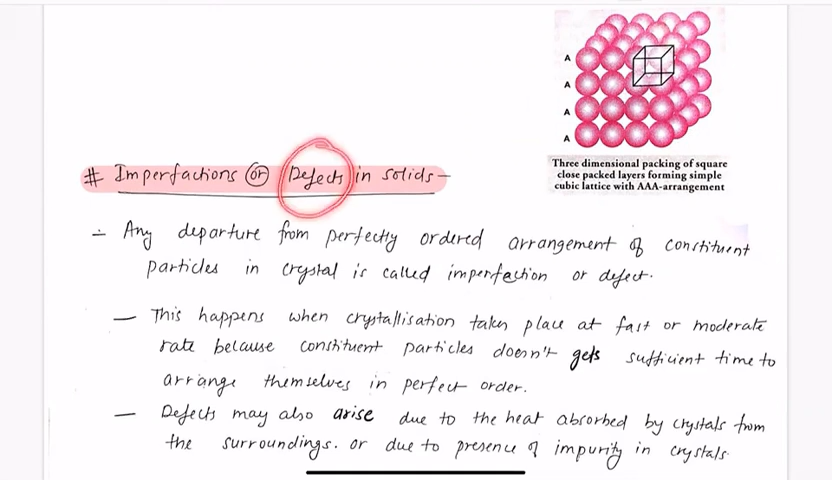 A
A
A
A
Three dimensional packing of square
close packed layers forming simple
cubic lattice with AAA-arrangement
# Imperfactions or Defects in solids-
- Any departure from perfectly ordered arrangement of constituent
particles in crystal is called imperfection or defect.
- This happens when crystallisation takes place at fast or moderate
rate because constituent particles doesn't gets sufficient time to
arrange themselves in perfect order.
- Defects may also arise due to the heat absorbed by crystals from
the surroundings. or due to presence of impurity in crystals.